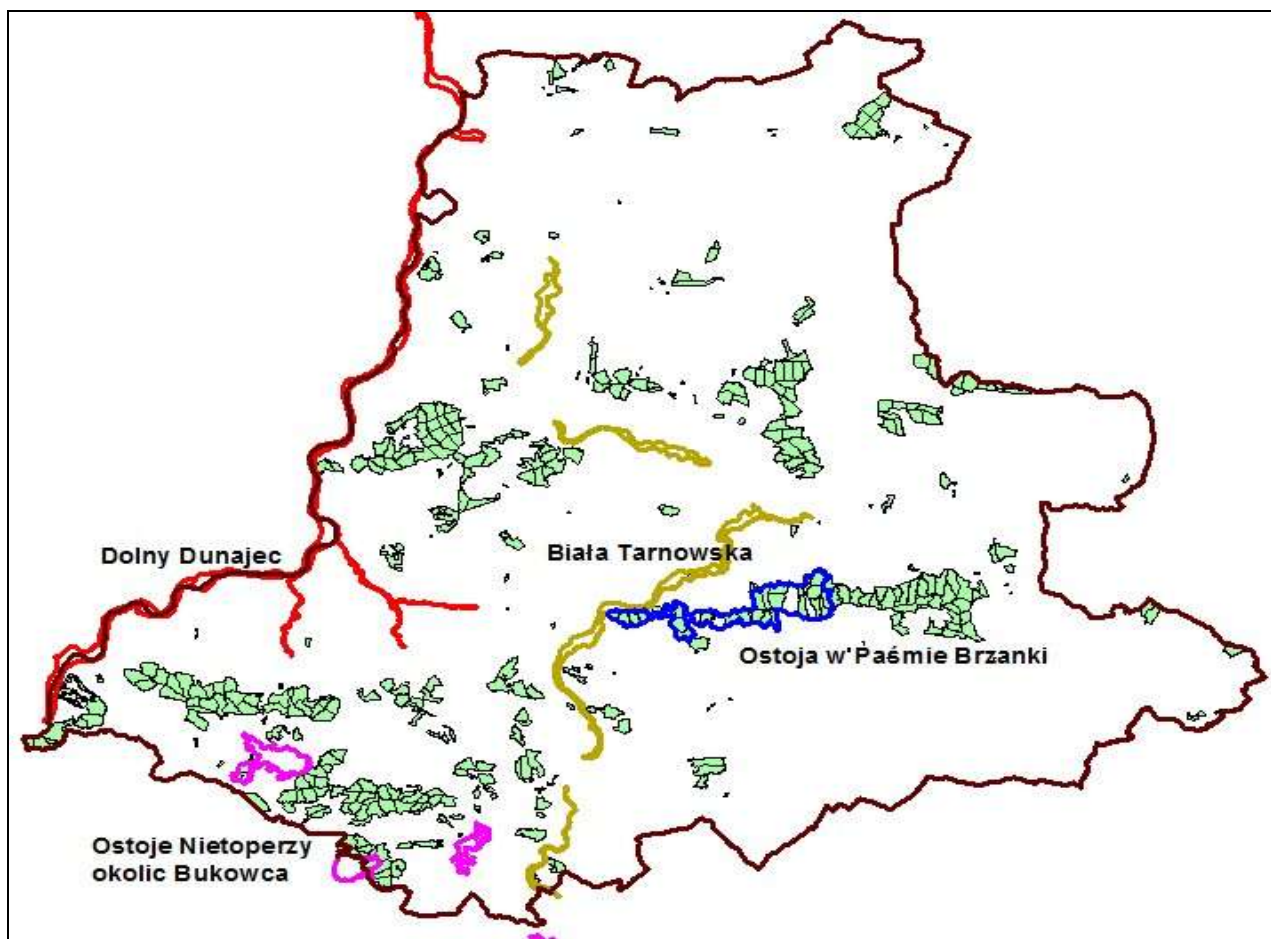 Dolny Dunajec
Biała Tarnowska
Ostoja w'Paśmie Brzanki
Ostoje Nietoperzy
okolic Bukowca